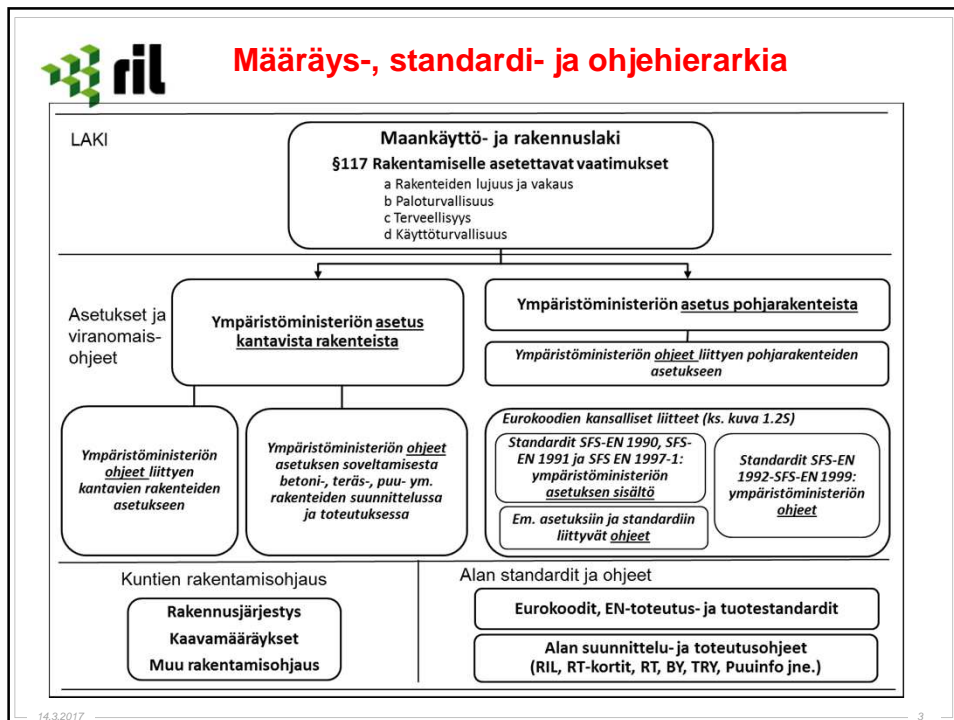 ril
Määräys-, standardi- ja ohjehierarkia
LAKI
Maankäyttö- ja rakennuslaki
§117 Rakentamiselle asetettavat vaatimukset
a Rakenteiden lujuus ja vakaus
b Paloturvallisuus
c Terveellisyys
d Käyttöturvallisuus
Asetukset ja
viranomais-
ohjeet
Ympäristöministeriön asetus
kantavista rakenteista
Ympäristöministeriön asetus pohjarakenteista
Ympäristöministeriön ohjeet liittyen pohjarakenteiden
asetukseen
Ympäristöministeriön
ohjeet liittyen
kantavien rakenteiden
asetukseen
Ympäristöministeriön ohjeet
asetuksen soveltamisesta
betoni-, teräs-, puu- ym.
rakenteiden suunnittelussa
ja toteutuksessa
Eurokoodien kansalliset liitteet (ks. kuva 1.2S)
Standardit SFS-EN 1990, SFS-
EN 1991 ja SFS EN 1997-1:
ympäristöministeriön
asetuksen sisältö
Em. asetuksiin ja standardiin
liittyvät ohjeet
Standardit SFS-EN
1992-SFS-EN 1999:
ympäristöministeriön
ohjeet
Kuntien rakentamisohjaus
Rakennusjärjestys
Kaavamääräykset
Muu rakentamisohjaus
Alan standardit ja ohjeet
Eurokoodit, EN-toteutus- ja tuotestandardit
Alan suunnittelu- ja toteutusohjeet
(RIL, RT-kortit, RT, BY, TRY, Puuinfo jne.)
14.3.2017
3